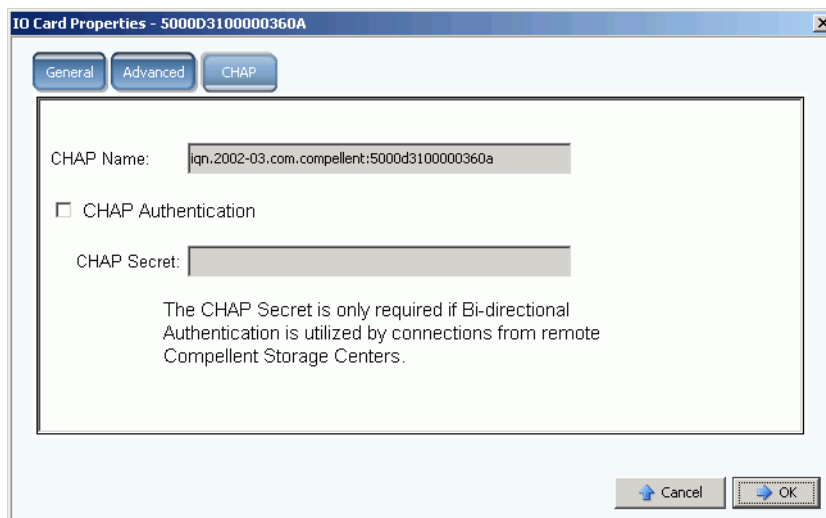 IO Card Properties - 5000D3100000360A
General Advanced CHAP
CHAP Name: iqn.2002-03.com.compellent:5000d3100000360a
CHAP Authentication
CHAP Secret:
The CHAP Secret is only required if Bi-directional
Authentication is utilized by connections from remote
Compellent Storage Centers.
Cancel OK